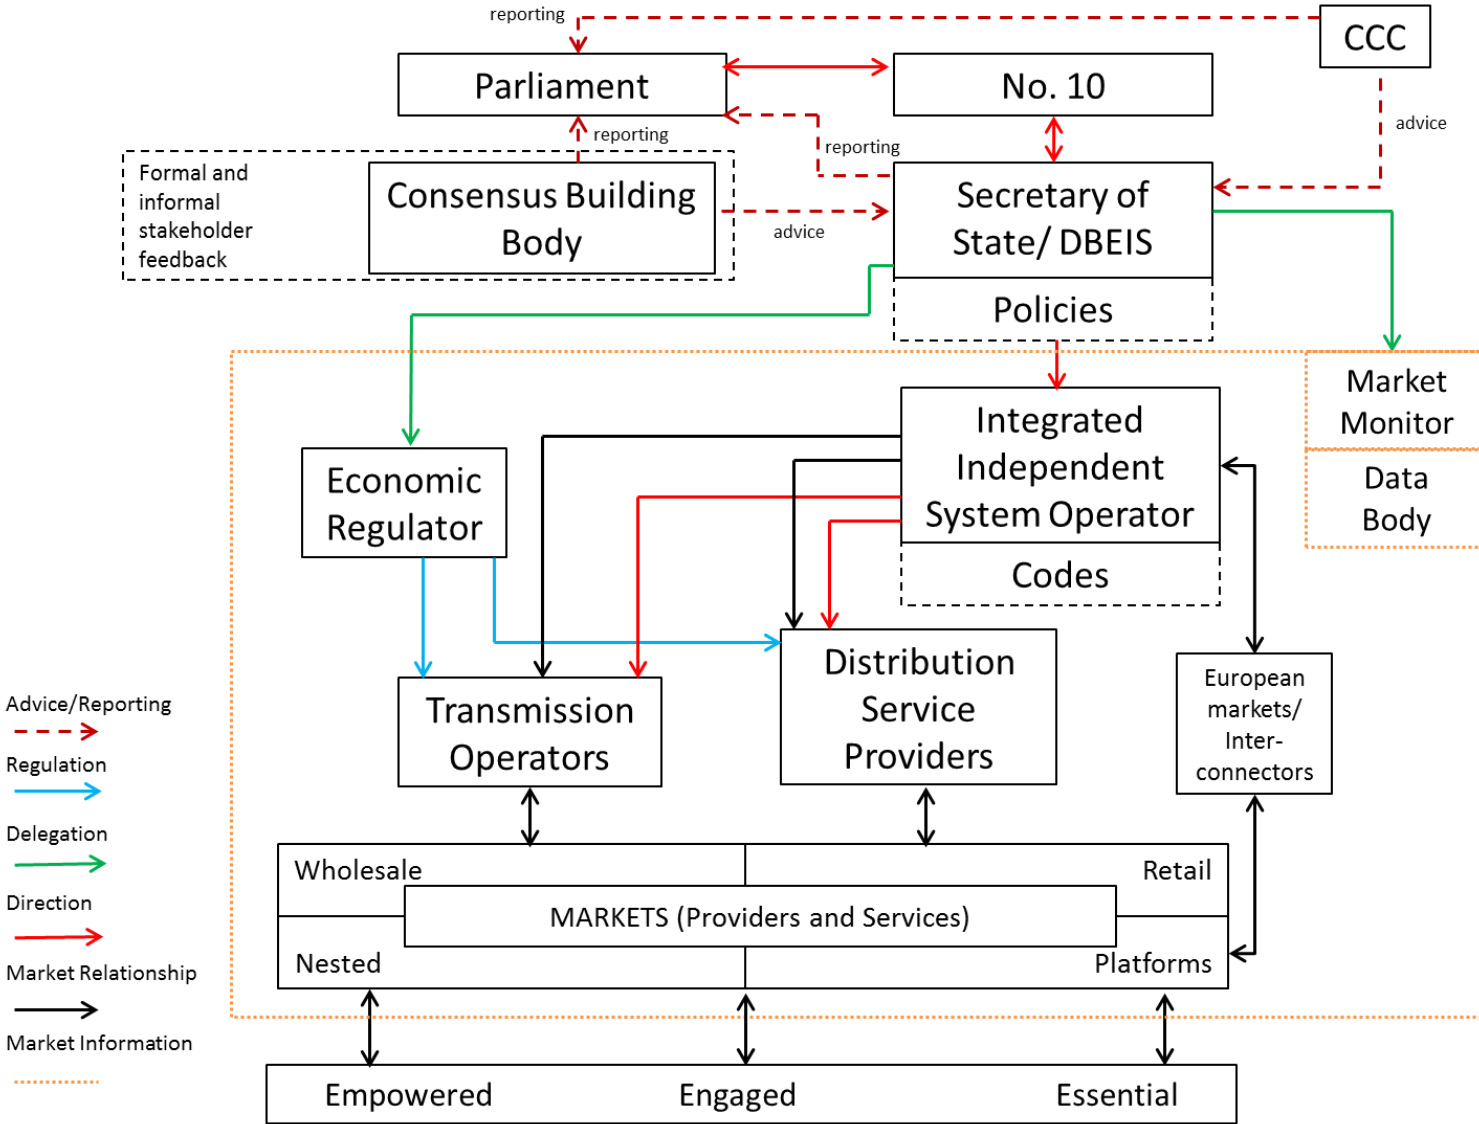 reporting
CCC
Parliament
No. 10
advice
reporting
reporting
Formal and
informal
stakeholder
feedback
Consensus Building
Body
advice
Secretary of
State/ DBEIS
Policies
Market
Monitor
Data
Body
Integrated
Independent
System Operator
Codes
Economic
Regulator
Distribution
Service
Providers
Transmission
Operators
European
markets/
Inter-
connectors
Advice/Reporting
Regulation
Delegation
Direction
Market Relationship
Market Information
Wholesale
Retail
MARKETS (Providers and Services)
Nested
Platforms
Empowered
Engaged
Essential